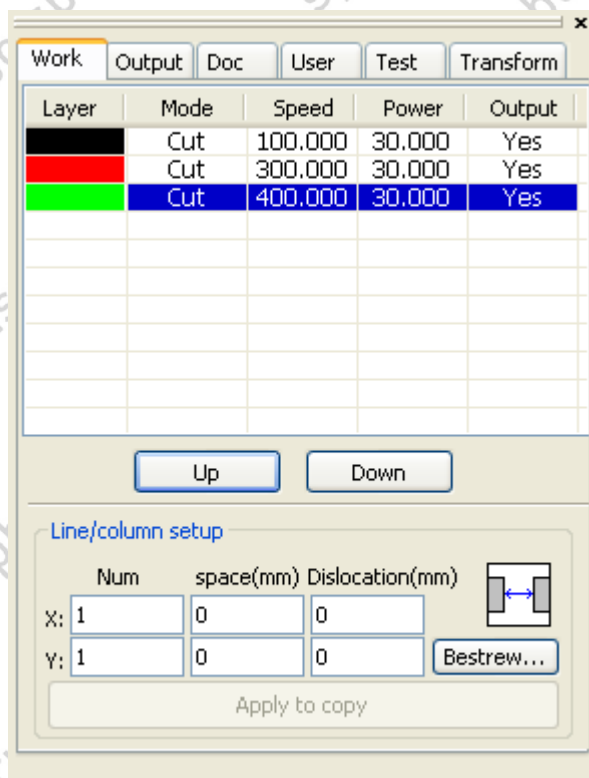 x
Work Output Doc User Test Transform
Layer Mode Speed Power Output
Cut 100.000 30.000 Yes
Cut 300.000 30.000 Yes
Cut 400.000 30.000 Yes
Up Down
Line/column setup
Num space(mm) Dislocation(mm)
X: 1 0 0
Y: 1 0 0 Bestrew...
Apply to copy